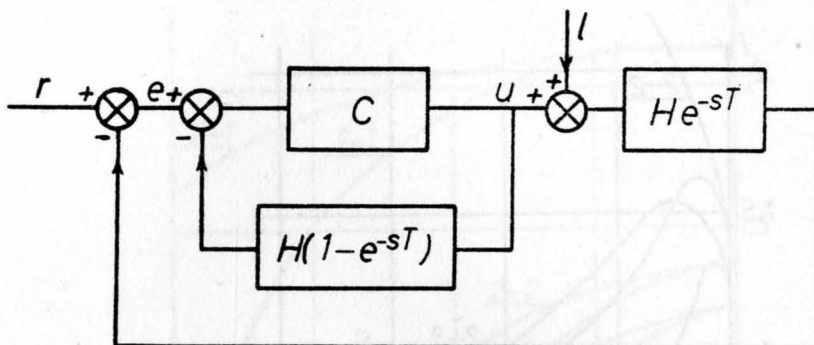 l
r + e + C u + + He^{-sT}
- -
H(1-e^{-sT})